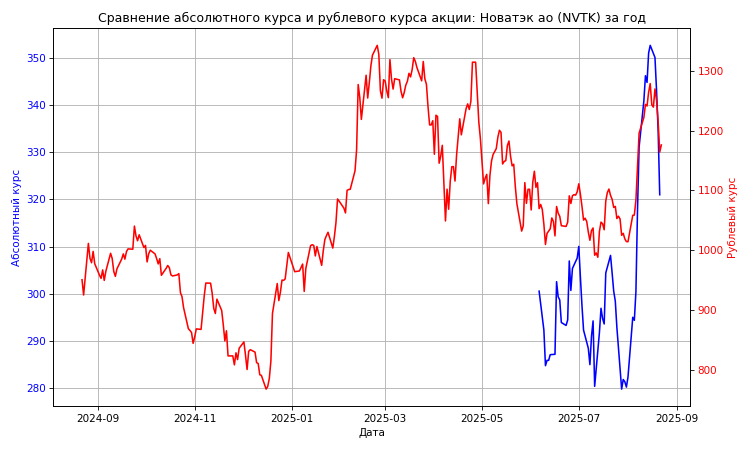 Сравнение абсолютного курса и рублевого курса акции: Новатэк ао (NVTK) за год
Абсолютный курс
350
340
330
320
310
300
290
280
1300
1200
1100
1000
900
800
Рублевый курс
2024-09 2024-11 2025-01 2025-03 2025-05 2025-07 2025-09
Дата